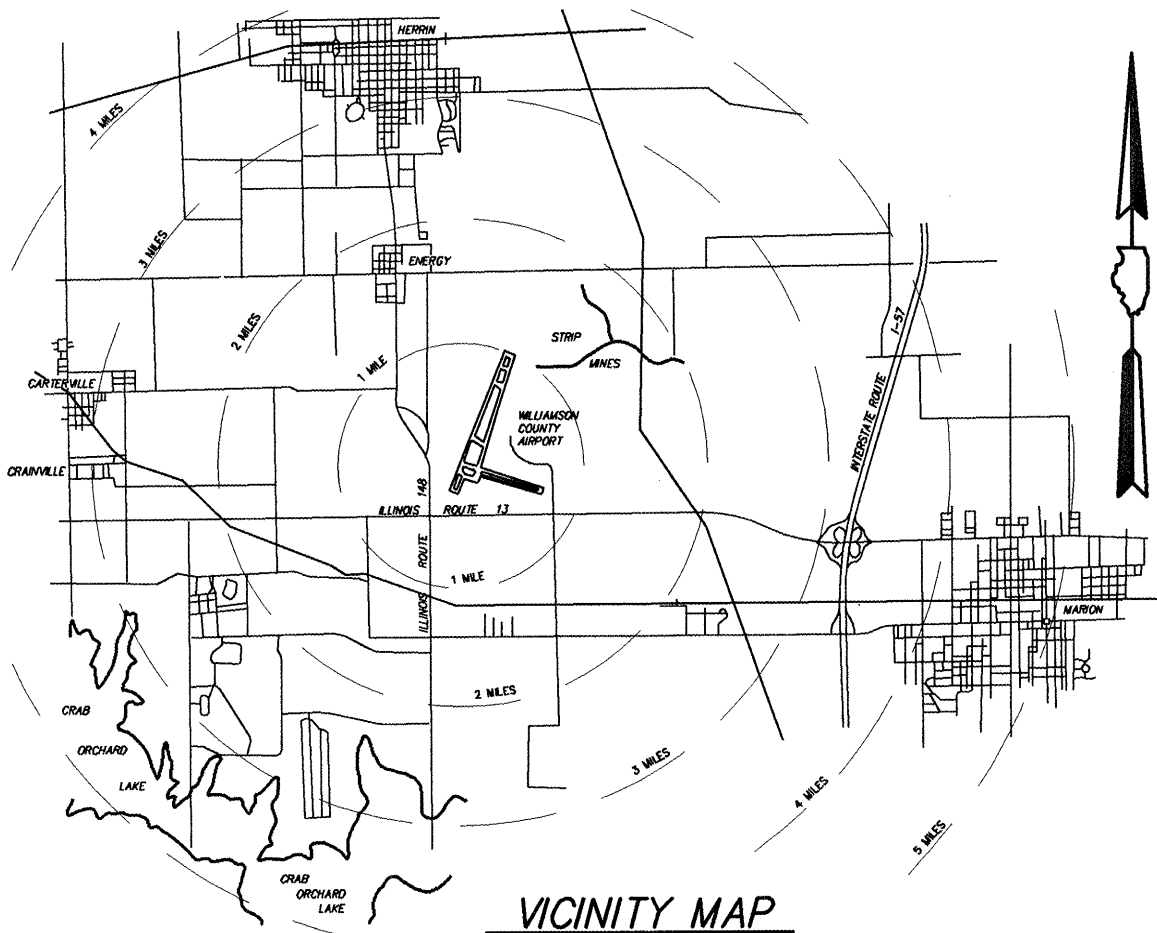 HERRIN
4 MILES
3 MILES
ENERGY
2 MILES
I-57
STRIP
MINES
1 MILE
CARTERVILLE
WILLIAMSON
COUNTY
AIRPORT
INTERSTATE ROUTE
CRAINVILLE
ILLINOIS ROUTE 13
ILLINOIS ROUTE 148
1 MILE
MARION
2 MILES
CRAB
ORCHARD
LAKE
3 MILES
4 MILES
5 MILES
CRAB
ORCHARD
LAKE
VICINITY MAP